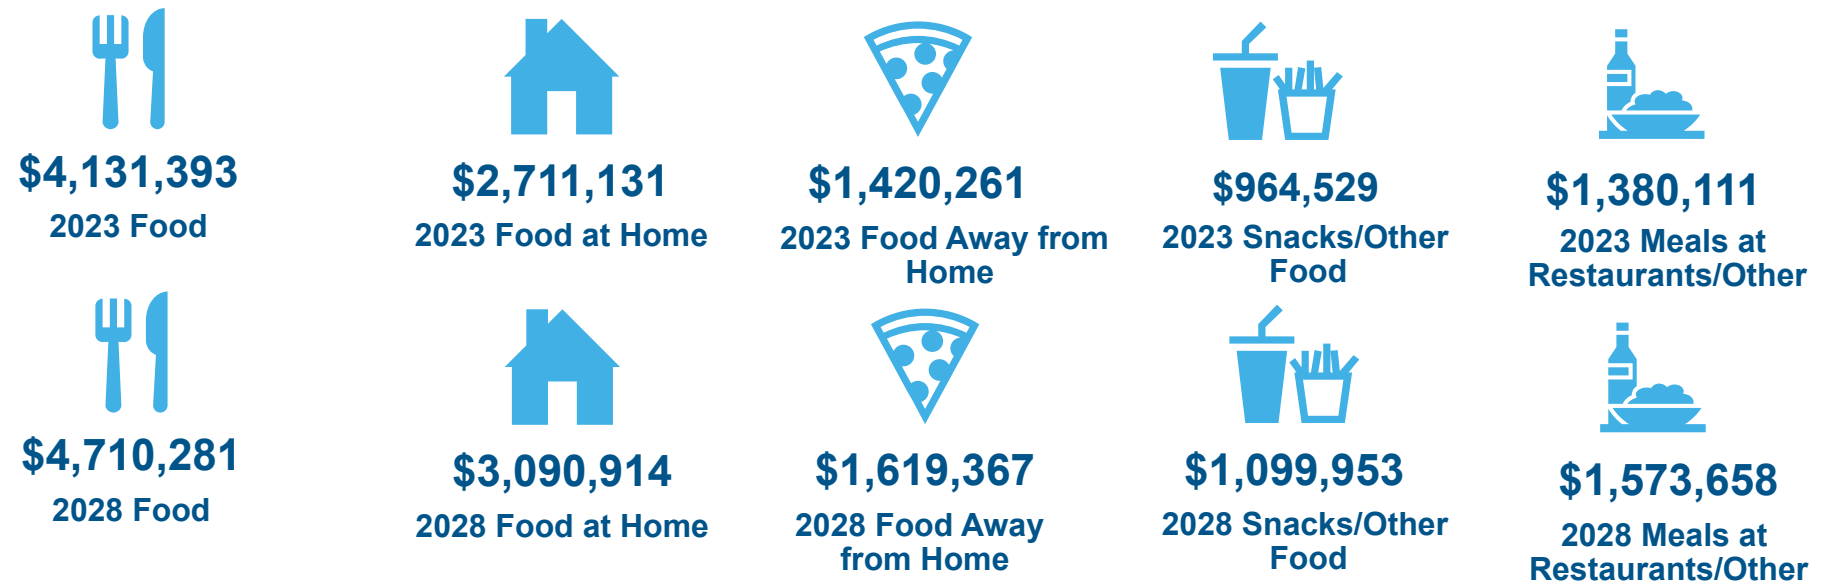 $4,131,393
2023 Food
$2,711,131
2023 Food at Home
$1,420,261
2023 Food Away from
Home
$964,529
2023 Snacks/Other
Food
$1,380,111
2023 Meals at
Restaurants/Other
$4,710,281
2028 Food
$3,090,914
2028 Food at Home
$1,619,367
2028 Food Away
from Home
$1,099,953
2028 Snacks/Other
Food
$1,573,658
2028 Meals at
Restaurants/Other